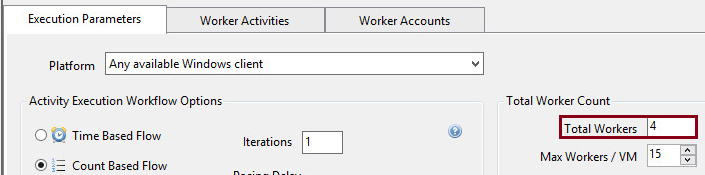 Execution Parameters
Worker Activities
Worker Accounts
Platform
Any available Windows client
Activity Execution Workflow Options
Time Based Flow
Iterations
1
?
Count Based Flow
Pacing Delay
Total Worker Count
Total Workers
4
Max Workers / VM
15